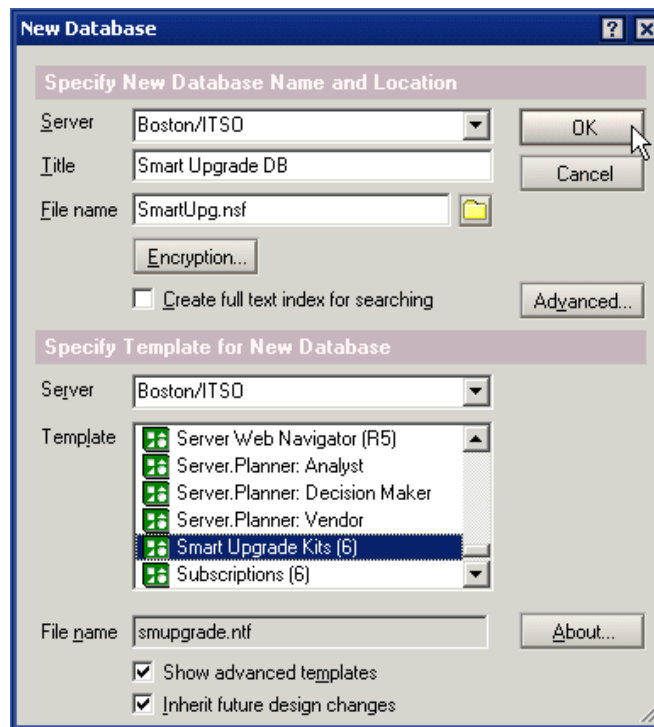 New Database
Specify New Database Name and Location
Server Boston/ITSO OK
Title Smart Upgrade DB Cancel
File name SmartUpg.nsf
Encryption...
Create full text index for searching Advanced...
Specify Template for New Database
Server Boston/ITSO
Template Server Web Navigator (R5)
Server.Planner: Analyst
Server.Planner: Decision Maker
Server.Planner: Vendor
Smart Upgrade Kits (6)
Subscriptions (6)
File name smupgrade.ntf About...
Show advanced templates
Inherit future design changes